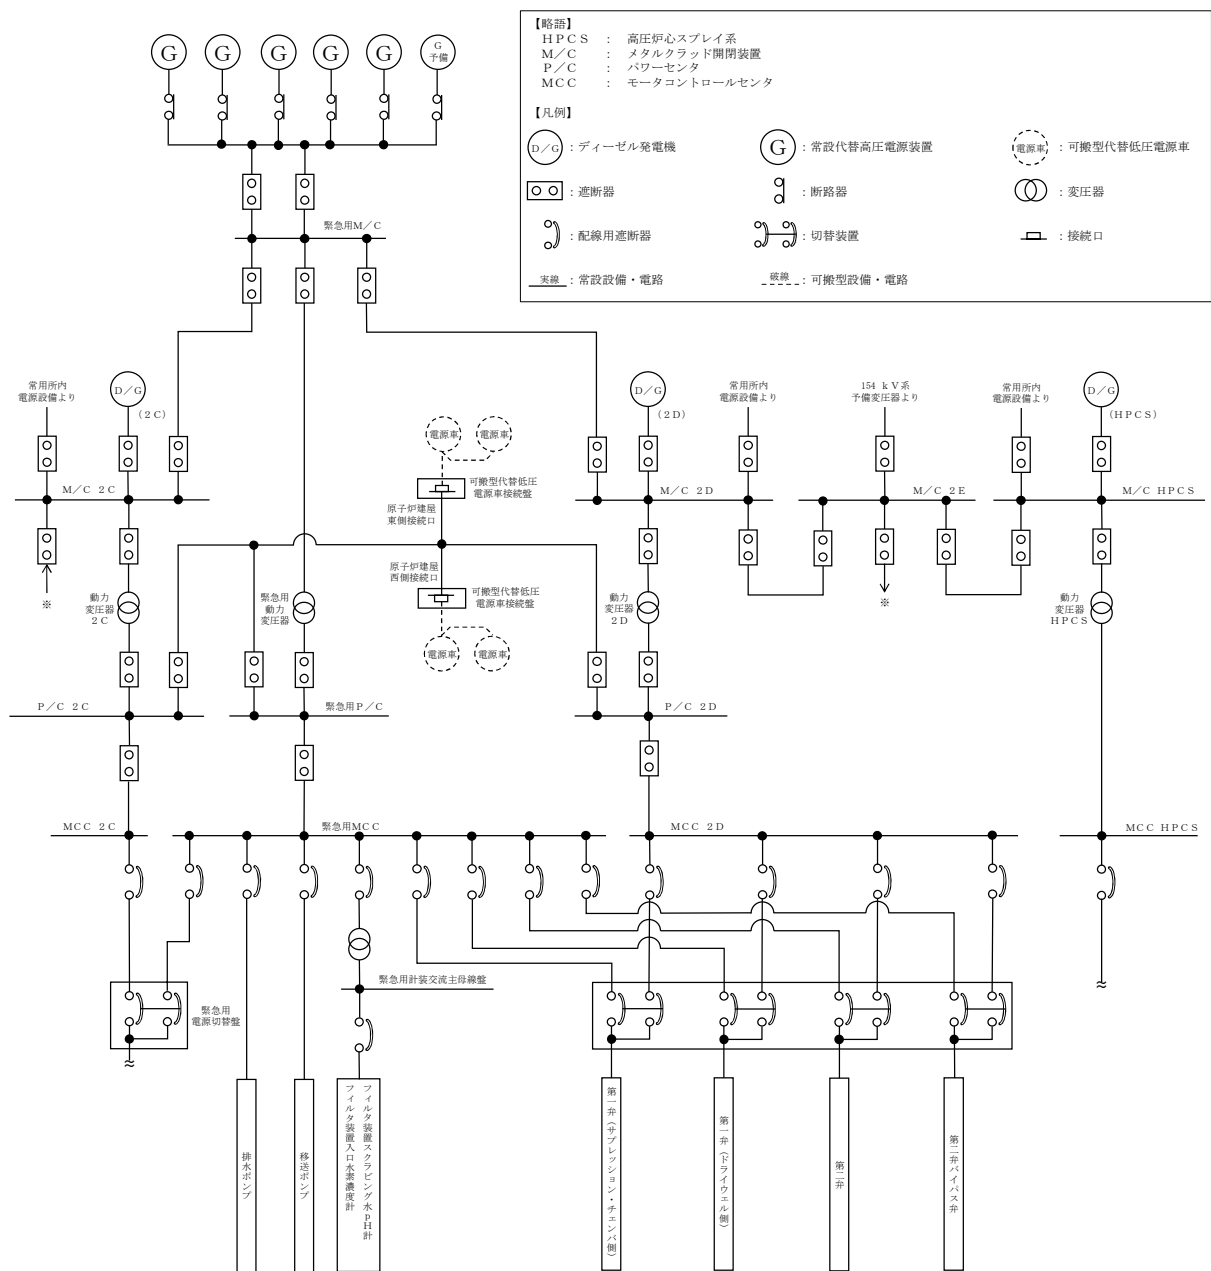 【略語】
HPCS : 高圧炉心スプレイ系
M/C : メタルクラッド開閉装置
P/C : パワーセンタ
MCC : モータコントロールセンタ
【凡例】
D/G : ディーゼル発電機
G : 常設代替高圧電源装置
電源車 : 可搬型代替低圧電源車
: 遮断器
: 断路器
: 変圧器
: 配線用遮断器
: 切替装置
: 接続口
実線 : 常設設備・電路
破線 : 可搬型設備・電路
G
G
G
G
G
G
予備
緊急用M/C
常用所内
電源設備より
D/G
(2C)
M/C 2C
※
動力
変圧器
2C
P/C 2C
MCC 2C
緊急用
動力
変圧器
緊急用P/C
緊急用MCC
電源車
電源車
可搬型代替低圧
電源車接続盤
原子炉建屋
東側接続口
原子炉建屋
西側接続口
可搬型代替低圧
電源車接続盤
電源車
電源車
D/G
(2D)
常用所内
電源設備より
M/C 2D
動力
変圧器
2D
P/C 2D
MCC 2D
154 kV系
予備変圧器より
M/C 2E
※
常用所内
電源設備より
D/G
(HPCS)
M/C HPCS
動力
変圧器
HPCS
MCC HPCS
緊急用
電源切替盤
緊急用計装交流主母線盤
排水ポンプ
移送ポンプ
フィルタ装置スクラビング水pH計
フィルタ装置入口水素濃度計
第一弁(サプレッション・チェンバ側)
第一弁(ドライウェル側)
第二弁
第二弁バイパス弁